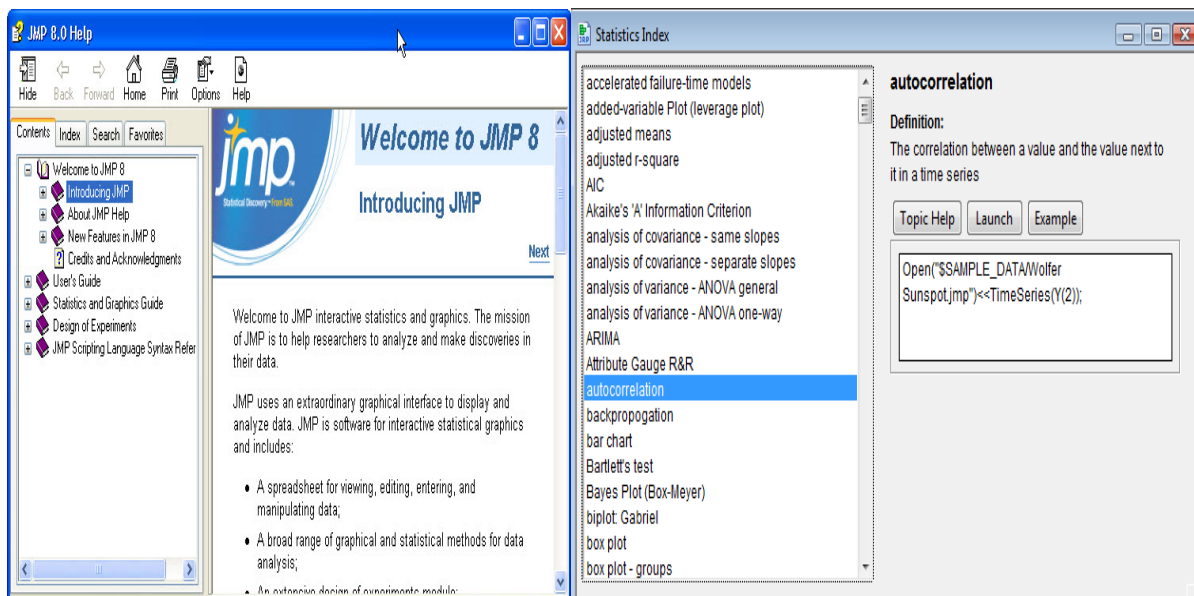 JMP 8.0 Help
Hide Back Forward Home Print Options Help
Contents Index Search Favorites
Welcome to JMP 8
Introducing JMP
About JMP Help
New Features in JMP 8
Credits and Acknowledgments
User's Guide
Statistics and Graphics Guide
Design of Experiments
JMP Scripting Language Syntax Refer
jmp
Statistical Discovery. From SAS
Welcome to JMP 8
Introducing JMP
Next
Welcome to JMP interactive statistics and graphics. The mission
of JMP is to help researchers to analyze and make discoveries in
their data.
JMP uses an extraordinary graphical interface to display and
analyze data. JMP is software for interactive statistical graphics
and includes:
• A spreadsheet for viewing, editing, entering, and
manipulating data;
• A broad range of graphical and statistical methods for data
analysis;
• An extensive design of experiments module;
Statistics Index
accelerated failure-time models
added-variable Plot (leverage plot)
adjusted means
adjusted r-square
AIC
Akaike's 'A' Information Criterion
analysis of covariance - same slopes
analysis of covariance - separate slopes
analysis of variance - ANOVA general
analysis of variance - ANOVA one-way
ARIMA
Attribute Gauge R&R
autocorrelation
backpropogation
bar chart
Bartlett's test
Bayes Plot (Box-Meyer)
biplot: Gabriel
box plot
box plot - groups
autocorrelation
Definition:
The correlation between a value and the value next to
it in a time series
Topic Help Launch Example
Open("$SAMPLE_DATA/Wolfer
Sunspot.jmp")<<TimeSeries(Y(2));